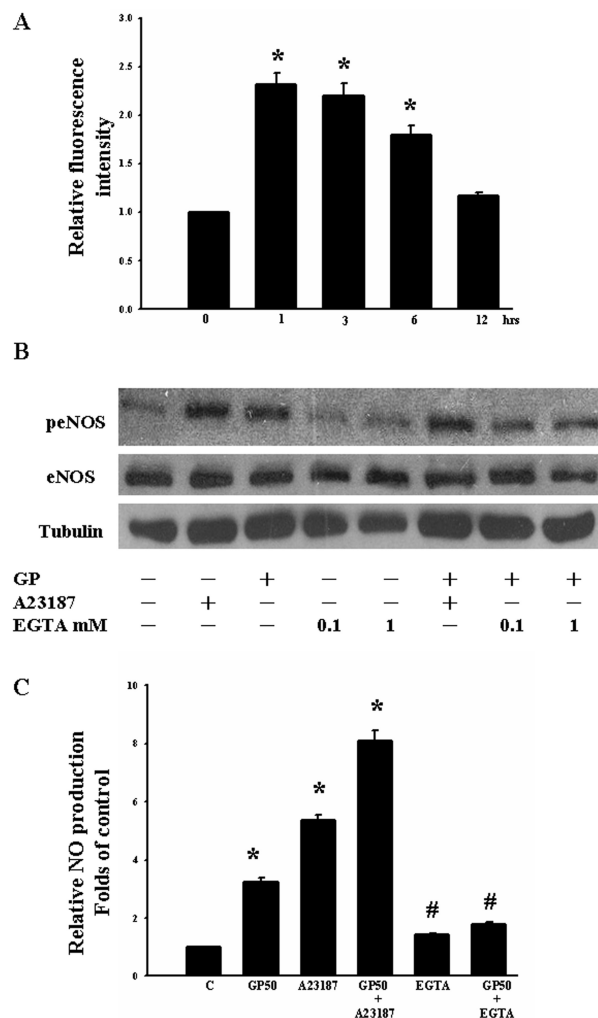 A
Relative fluorescence
intensity
3.0
2.5
2.0
1.5
1.0
0.5
0.0
* * *
0 1 3 6 12 hrs
B
peNOS
eNOS
Tubulin
GP − − + − − + + +
A23187 − + − − − + − −
EGTA mM − − − 0.1 1 − 0.1 1
C
Relative NO production
Folds of control
10
8
6
4
2
0
* * * # #
C GP50 A23187 GP50 EGTA GP50
+ +
A23187 EGTA